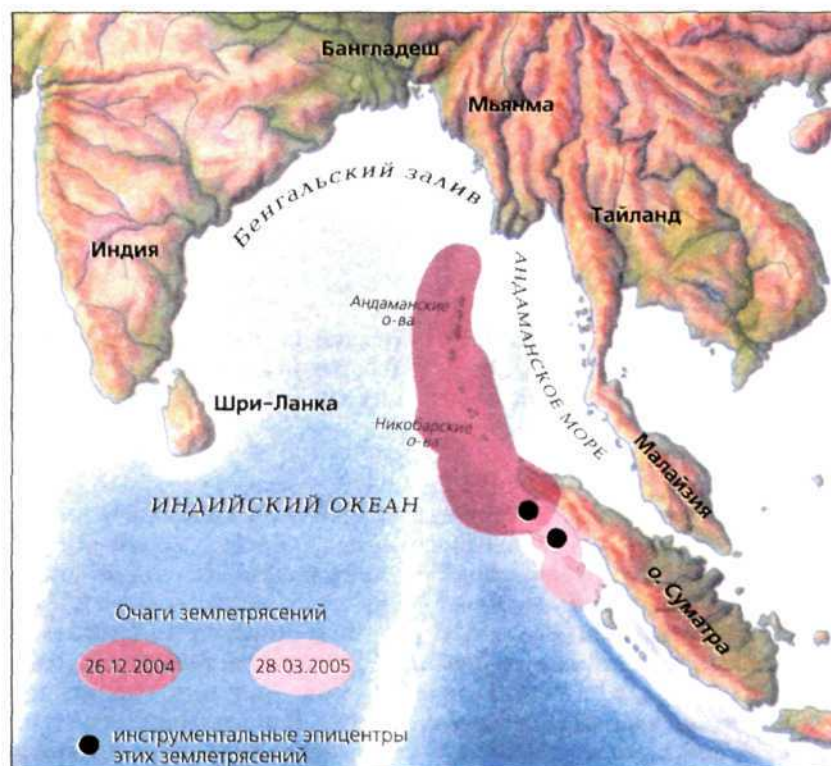 Бангладеш
Мьянма
Бенгальский залив
Тайланд
Индия
АНДАМАНСКОЕ МОРЕ
Андаманские
о-ва
Шри-Ланка
Никобарские
о-ва
Малайзия
ИНДИЙСКИЙ ОКЕАН
о. Суматра
Очаги землетрясений
26.12.2004
28.03.2005
инструментальные эпицентры
этих землетрясений